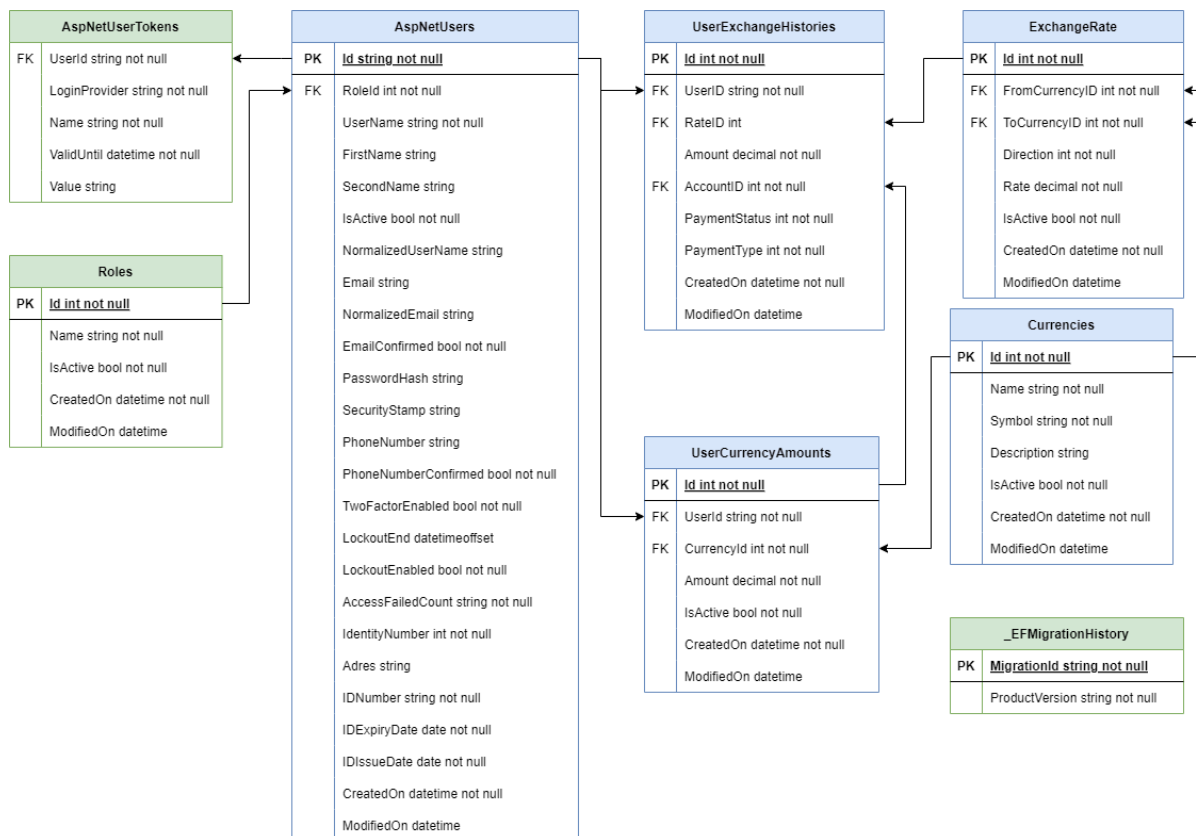 AspNetUserTokens
FK UserId string not null
LoginProvider string not null
Name string not null
ValidUntil datetime not null
Value string
Roles
PK Id int not null
Name string not null
IsActive bool not null
CreatedOn datetime not null
ModifiedOn datetime
AspNetUsers
PK Id string not null
FK RoleId int not null
UserName string not null
FirstName string
SecondName string
IsActive bool not null
NormalizedUserName string
Email string
NormalizedEmail string
EmailConfirmed bool not null
PasswordHash string
SecurityStamp string
PhoneNumber string
PhoneNumberConfirmed bool not null
TwoFactorEnabled bool not null
LockoutEnd datetimeoffset
LockoutEnabled bool not null
AccessFailedCount string not null
IdentityNumber int not null
Adres string
IDNumber string not null
IDExpiryDate date not null
IDIssueDate date not null
CreatedOn datetime not null
ModifiedOn datetime
UserExchangeHistories
PK Id int not null
FK UserID string not null
FK RateID int
Amount decimal not null
FK AccountID int not null
PaymentStatus int not null
PaymentType int not null
CreatedOn datetime not null
ModifiedOn datetime
UserCurrencyAmounts
PK Id int not null
FK UserId string not null
FK CurrencyId int not null
Amount decimal not null
IsActive bool not null
CreatedOn datetime not null
ModifiedOn datetime
ExchangeRate
PK Id int not null
FK FromCurrencyID int not null
FK ToCurrencyID int not null
Direction int not null
Rate decimal not null
IsActive bool not null
CreatedOn datetime not null
ModifiedOn datetime
Currencies
PK Id int not null
Name string not null
Symbol string not null
Description string
IsActive bool not null
CreatedOn datetime not null
ModifiedOn datetime
_EFMigrationHistory
PK MigrationId string not null
ProductVersion string not null